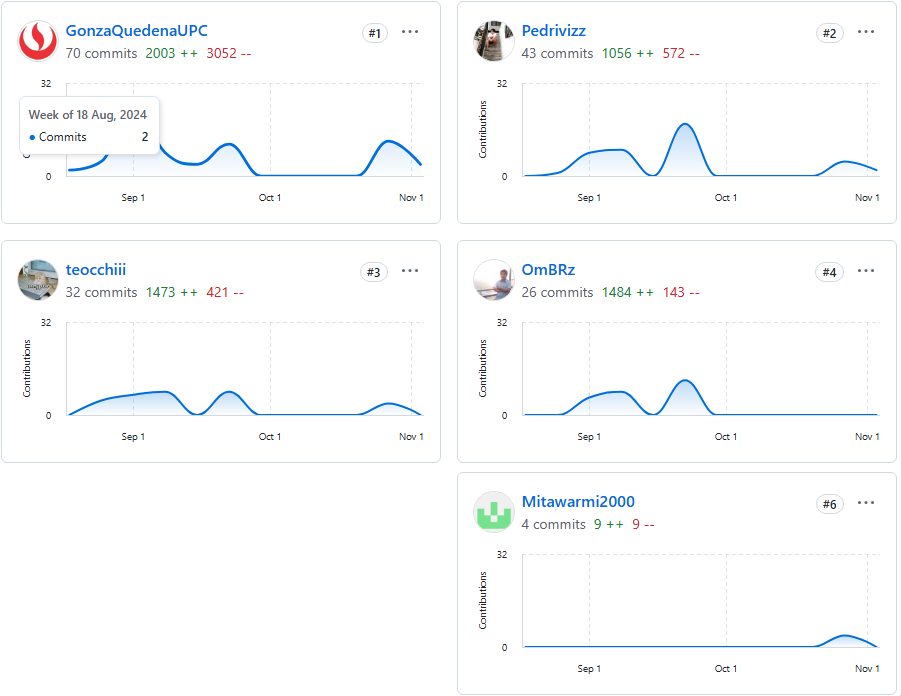 GonzaQuedenaUPC
#1
70 commits 2003 ++ 3052 --
32
Week of 18 Aug, 2024
Commits 2
0
Sep 1 Oct 1 Nov 1
Pedrivizz
#2
43 commits 1056 ++ 572 --
32
Contributions
0
Sep 1 Oct 1 Nov 1
teocchiii
#3
32 commits 1473 ++ 421 --
32
Contributions
0
Sep 1 Oct 1 Nov 1
OmBRz
#4
26 commits 1484 ++ 143 --
32
Contributions
0
Sep 1 Oct 1 Nov 1
Mitawarmi2000
#6
4 commits 9 ++ 9 --
32
Contributions
0
Sep 1 Oct 1 Nov 1